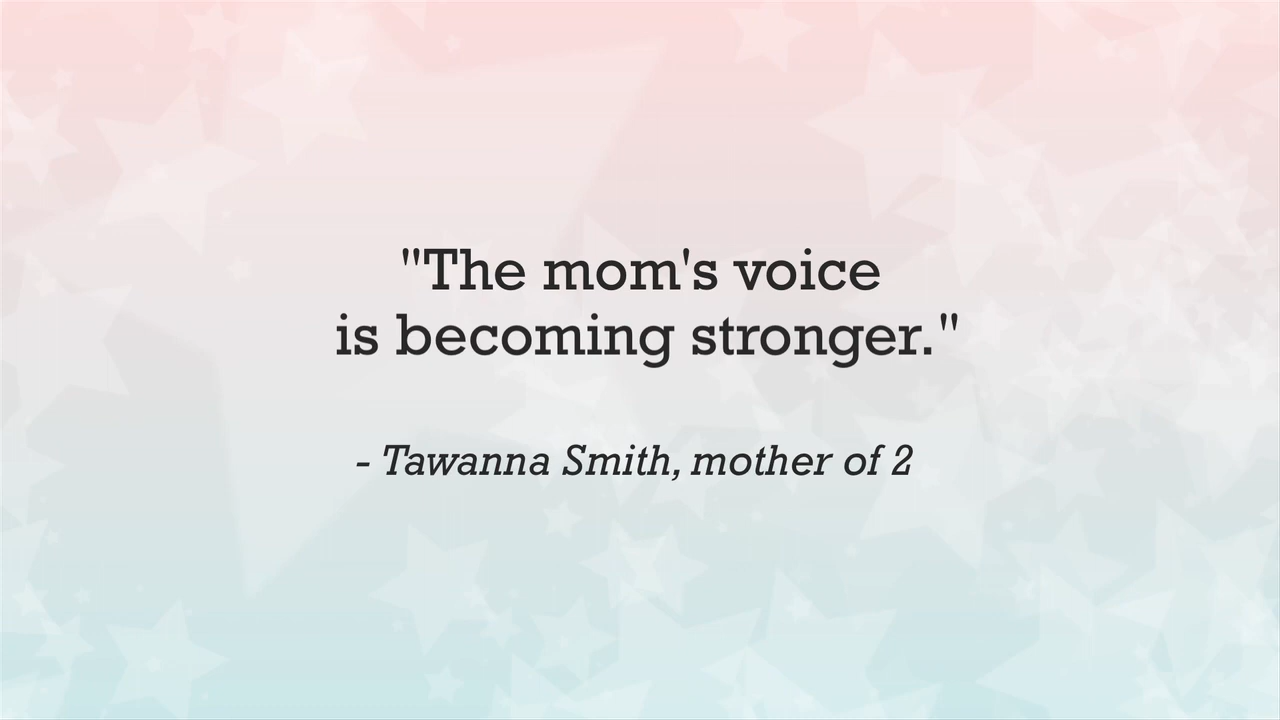 "The mom's voice
is becoming stronger."
- Tawanna Smith, mother of 2